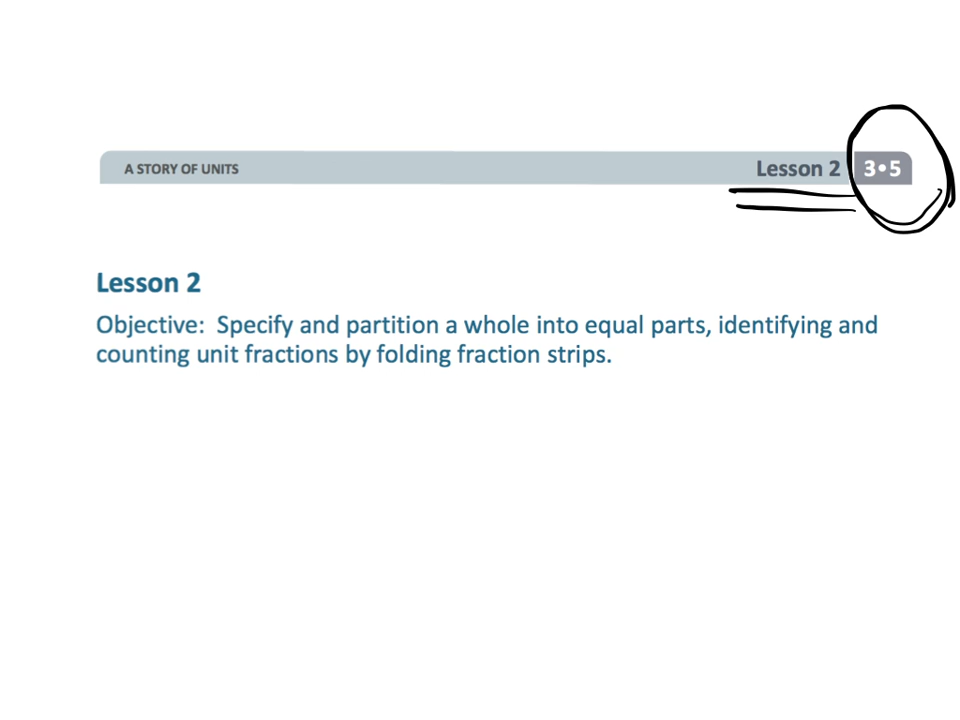 A STORY OF UNITS Lesson 2 3•5
Lesson 2
Objective: Specify and partition a whole into equal parts, identifying and
counting unit fractions by folding fraction strips.